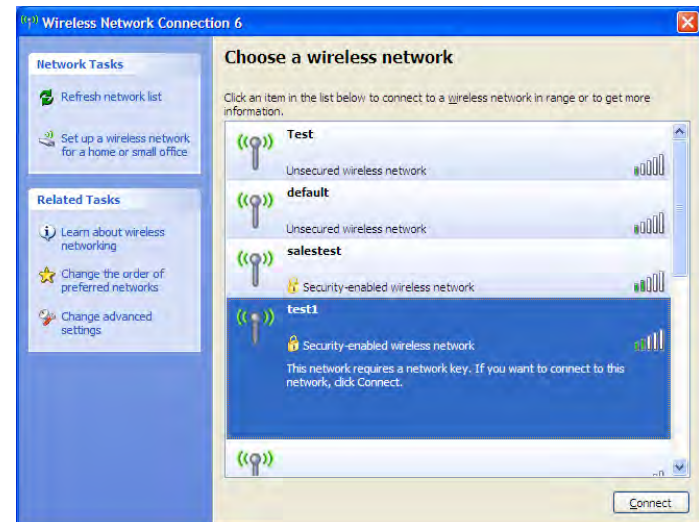 Wireless Network Connection 6
Network Tasks
Refresh network list
Set up a wireless network
for a home or small office
Related Tasks
Learn about wireless
networking
Change the order of
preferred networks
Change advanced
settings
Choose a wireless network
Click an item in the list below to connect to a wireless network in range or to get more
information.
Test
Unsecured wireless network
default
Unsecured wireless network
salestest
Security-enabled wireless network
test1
Security-enabled wireless network
This network requires a network key. If you want to connect to this
network, click Connect.
Connect